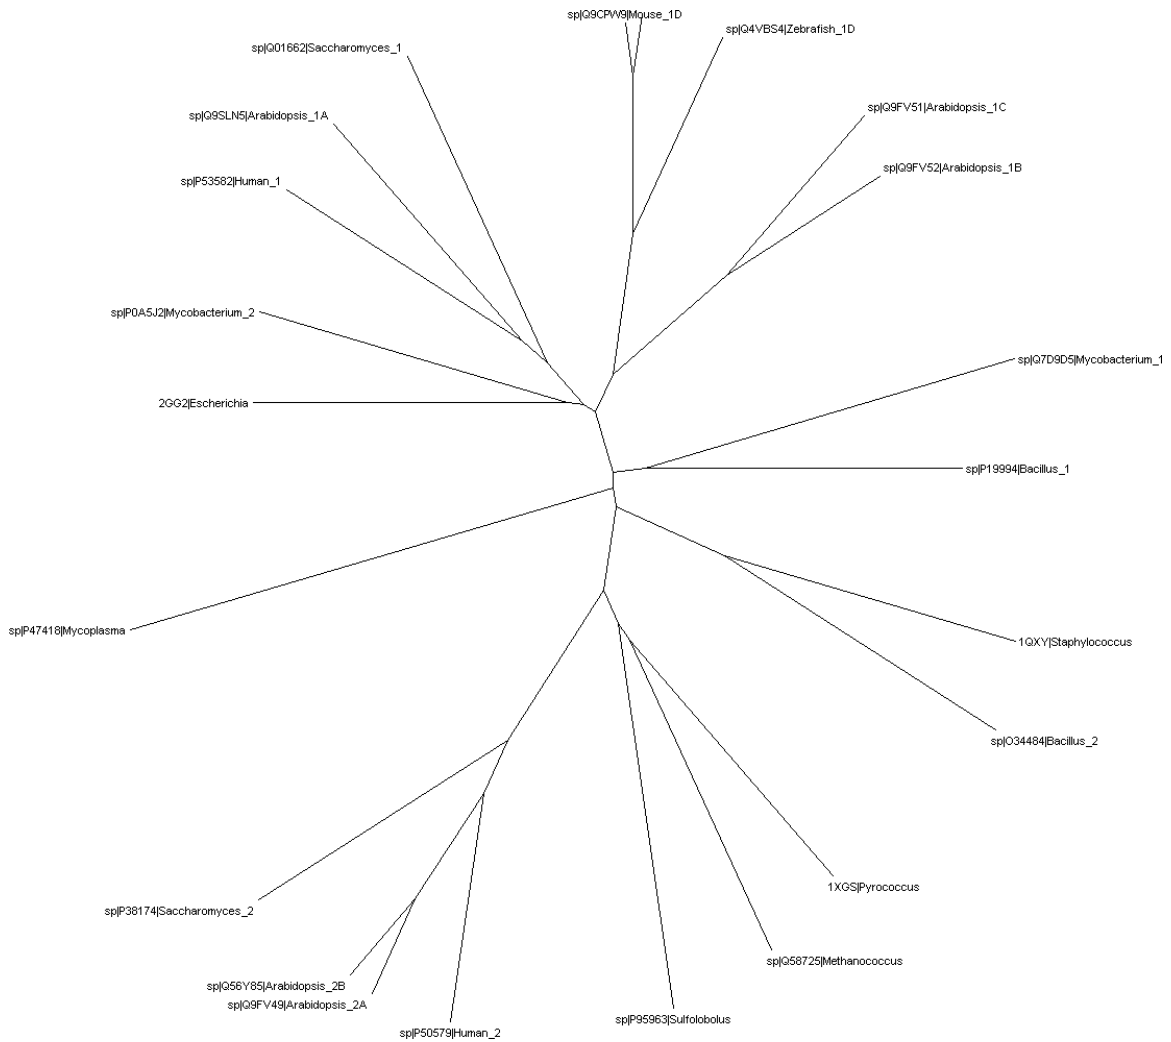 sp|Q9CPW9|Mouse_1D
sp|Q4VBS4|Zebrafish_1D
sp|Q01662|Saccharomyces_1
sp|Q9FV51|Arabidopsis_1C
sp|Q9SLN5|Arabidopsis_1A
sp|Q9FV52|Arabidopsis_1B
sp|P53582|Human_1
sp|P0A5J2|Mycobacterium_2
sp|Q7D9D5|Mycobacterium_1
2GG2|Escherichia
sp|P19994|Bacillus_1
sp|P47418|Mycoplasma
1QXY|Staphylococcus
sp|O34484|Bacillus_2
1XGS|Pyrococcus
sp|P38174|Saccharomyces_2
sp|Q58725|Methanococcus
sp|Q56Y85|Arabidopsis_2B
sp|Q9FV49|Arabidopsis_2A
sp|P95963|Sulfolobolus
sp|P50579|Human_2